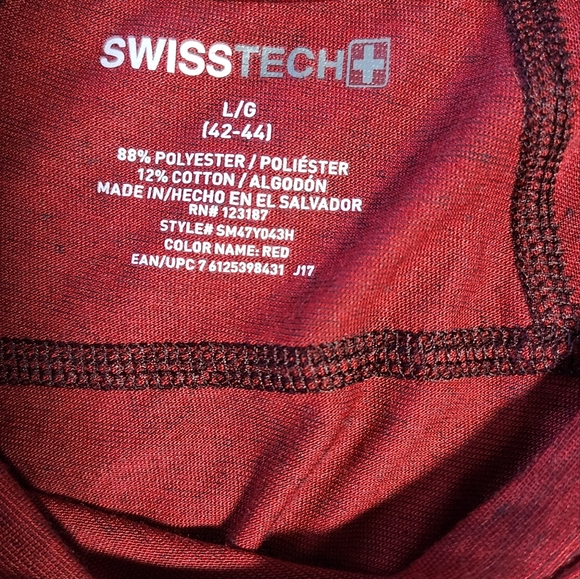 SWISSTECH
L/G
(42-44)
88% POLYESTER / POLIÉSTER
12% COTTON / ALGODÓN
MADE IN/HECHO EN EL SALVADOR
RN# 123187
STYLE# SM47Y043H
COLOR NAME: RED
EAN/UPC 7 6125398431 J17